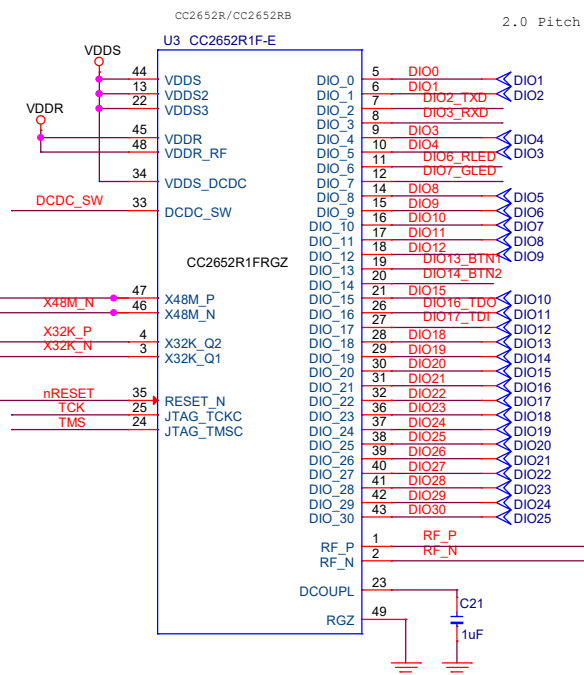 CC2652R/CC2652RB
2.0 Pitch
U3 CC2652R1F-E
VDDS
VDDR
44 VDDS
13 VDDS2
22 VDDS3
45 VDDR
48 VDDR_RF
34 VDDS_DCDC
DCDC_SW 33 DCDC_SW
CC2652R1FRGZ
47 X48M_P
X48M_N 46 X48M_N
X32K_P 4 X32K_Q2
X32K_N 3 X32K_Q1
nRESET 35 RESET_N
TCK 25 JTAG_TCKC
TMS 24 JTAG_TMSC
DIO_0 5 DIO0 DIO1
DIO_1 6 DIO1 DIO2
DIO_2 7 DIO2_TXD
DIO_3 8 DIO3_RXD
DIO_4 9 DIO3 DIO4
DIO_5 10 DIO4 DIO3
DIO_6 11 DIO6_RLED
DIO_7 12 DIO7_GLED
DIO_8 14 DIO8 DIO5
DIO_9 15 DIO9 DIO6
DIO_10 16 DIO10 DIO7
DIO_11 17 DIO11 DIO8
DIO_12 18 DIO12 DIO9
DIO_13 19 DIO13_BTN1
DIO_14 20 DIO14_BTN2
DIO_15 21 DIO15 DIO10
DIO_16 26 DIO16_TDO DIO11
DIO_17 27 DIO17_TDI DIO12
DIO_18 28 DIO18 DIO13
DIO_19 29 DIO19 DIO14
DIO_20 30 DIO20 DIO15
DIO_21 31 DIO21 DIO16
DIO_22 32 DIO22 DIO17
DIO_23 36 DIO23 DIO18
DIO_24 37 DIO24 DIO19
DIO_25 38 DIO25 DIO20
DIO_26 39 DIO26 DIO21
DIO_27 40 DIO27 DIO22
DIO_28 41 DIO28 DIO23
DIO_29 42 DIO29 DIO24
DIO_30 43 DIO30 DIO25
RF_P 1 RF_P
RF_N 2 RF_N
DCOUPL 23
C21
1uF
RGZ 49